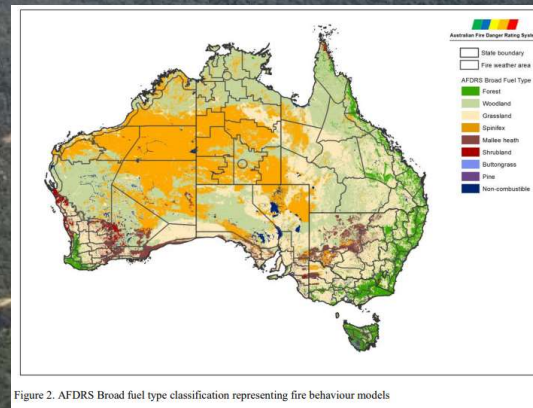 Australian Fire Danger Rating Syste
State boundary
Fire weather area
AFDRS Broad Fuel Type
Forest
Woodland
Grassland
Spinifex
Mallee heath
Shrubland
Buttongrass
Pine
Non-combustible
Figure 2. AFDRS Broad fuel type classification representing fire behaviour models